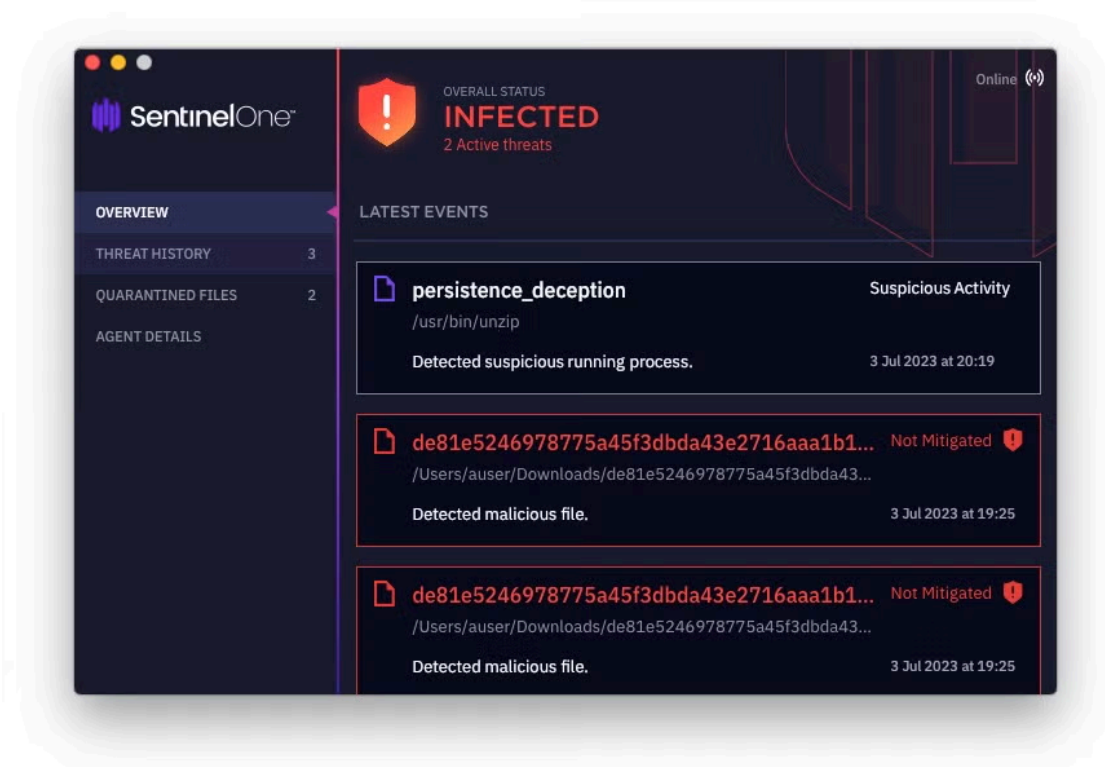 SentinelOne™
OVERVIEW
THREAT HISTORY 3
QUARANTINED FILES 2
AGENT DETAILS
OVERALL STATUS
INFECTED
2 Active threats
Online
LATEST EVENTS
persistence_deception Suspicious Activity
/usr/bin/unzip
Detected suspicious running process. 3 Jul 2023 at 20:19
de81e5246978775a45f3dbda43e2716aaa1b1... Not Mitigated
/Users/auser/Downloads/de81e5246978775a45f3dbda43...
Detected malicious file. 3 Jul 2023 at 19:25
de81e5246978775a45f3dbda43e2716aaa1b1... Not Mitigated
/Users/auser/Downloads/de81e5246978775a45f3dbda43...
Detected malicious file. 3 Jul 2023 at 19:25